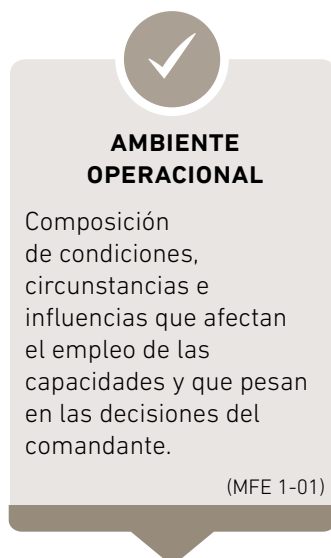 AMBIENTE
OPERACIONAL
Composición
de condiciones,
circunstancias e
influencias que afectan
el empleo de las
capacidades y que pesan
en las decisiones del
comandante.
(MFE 1-01)